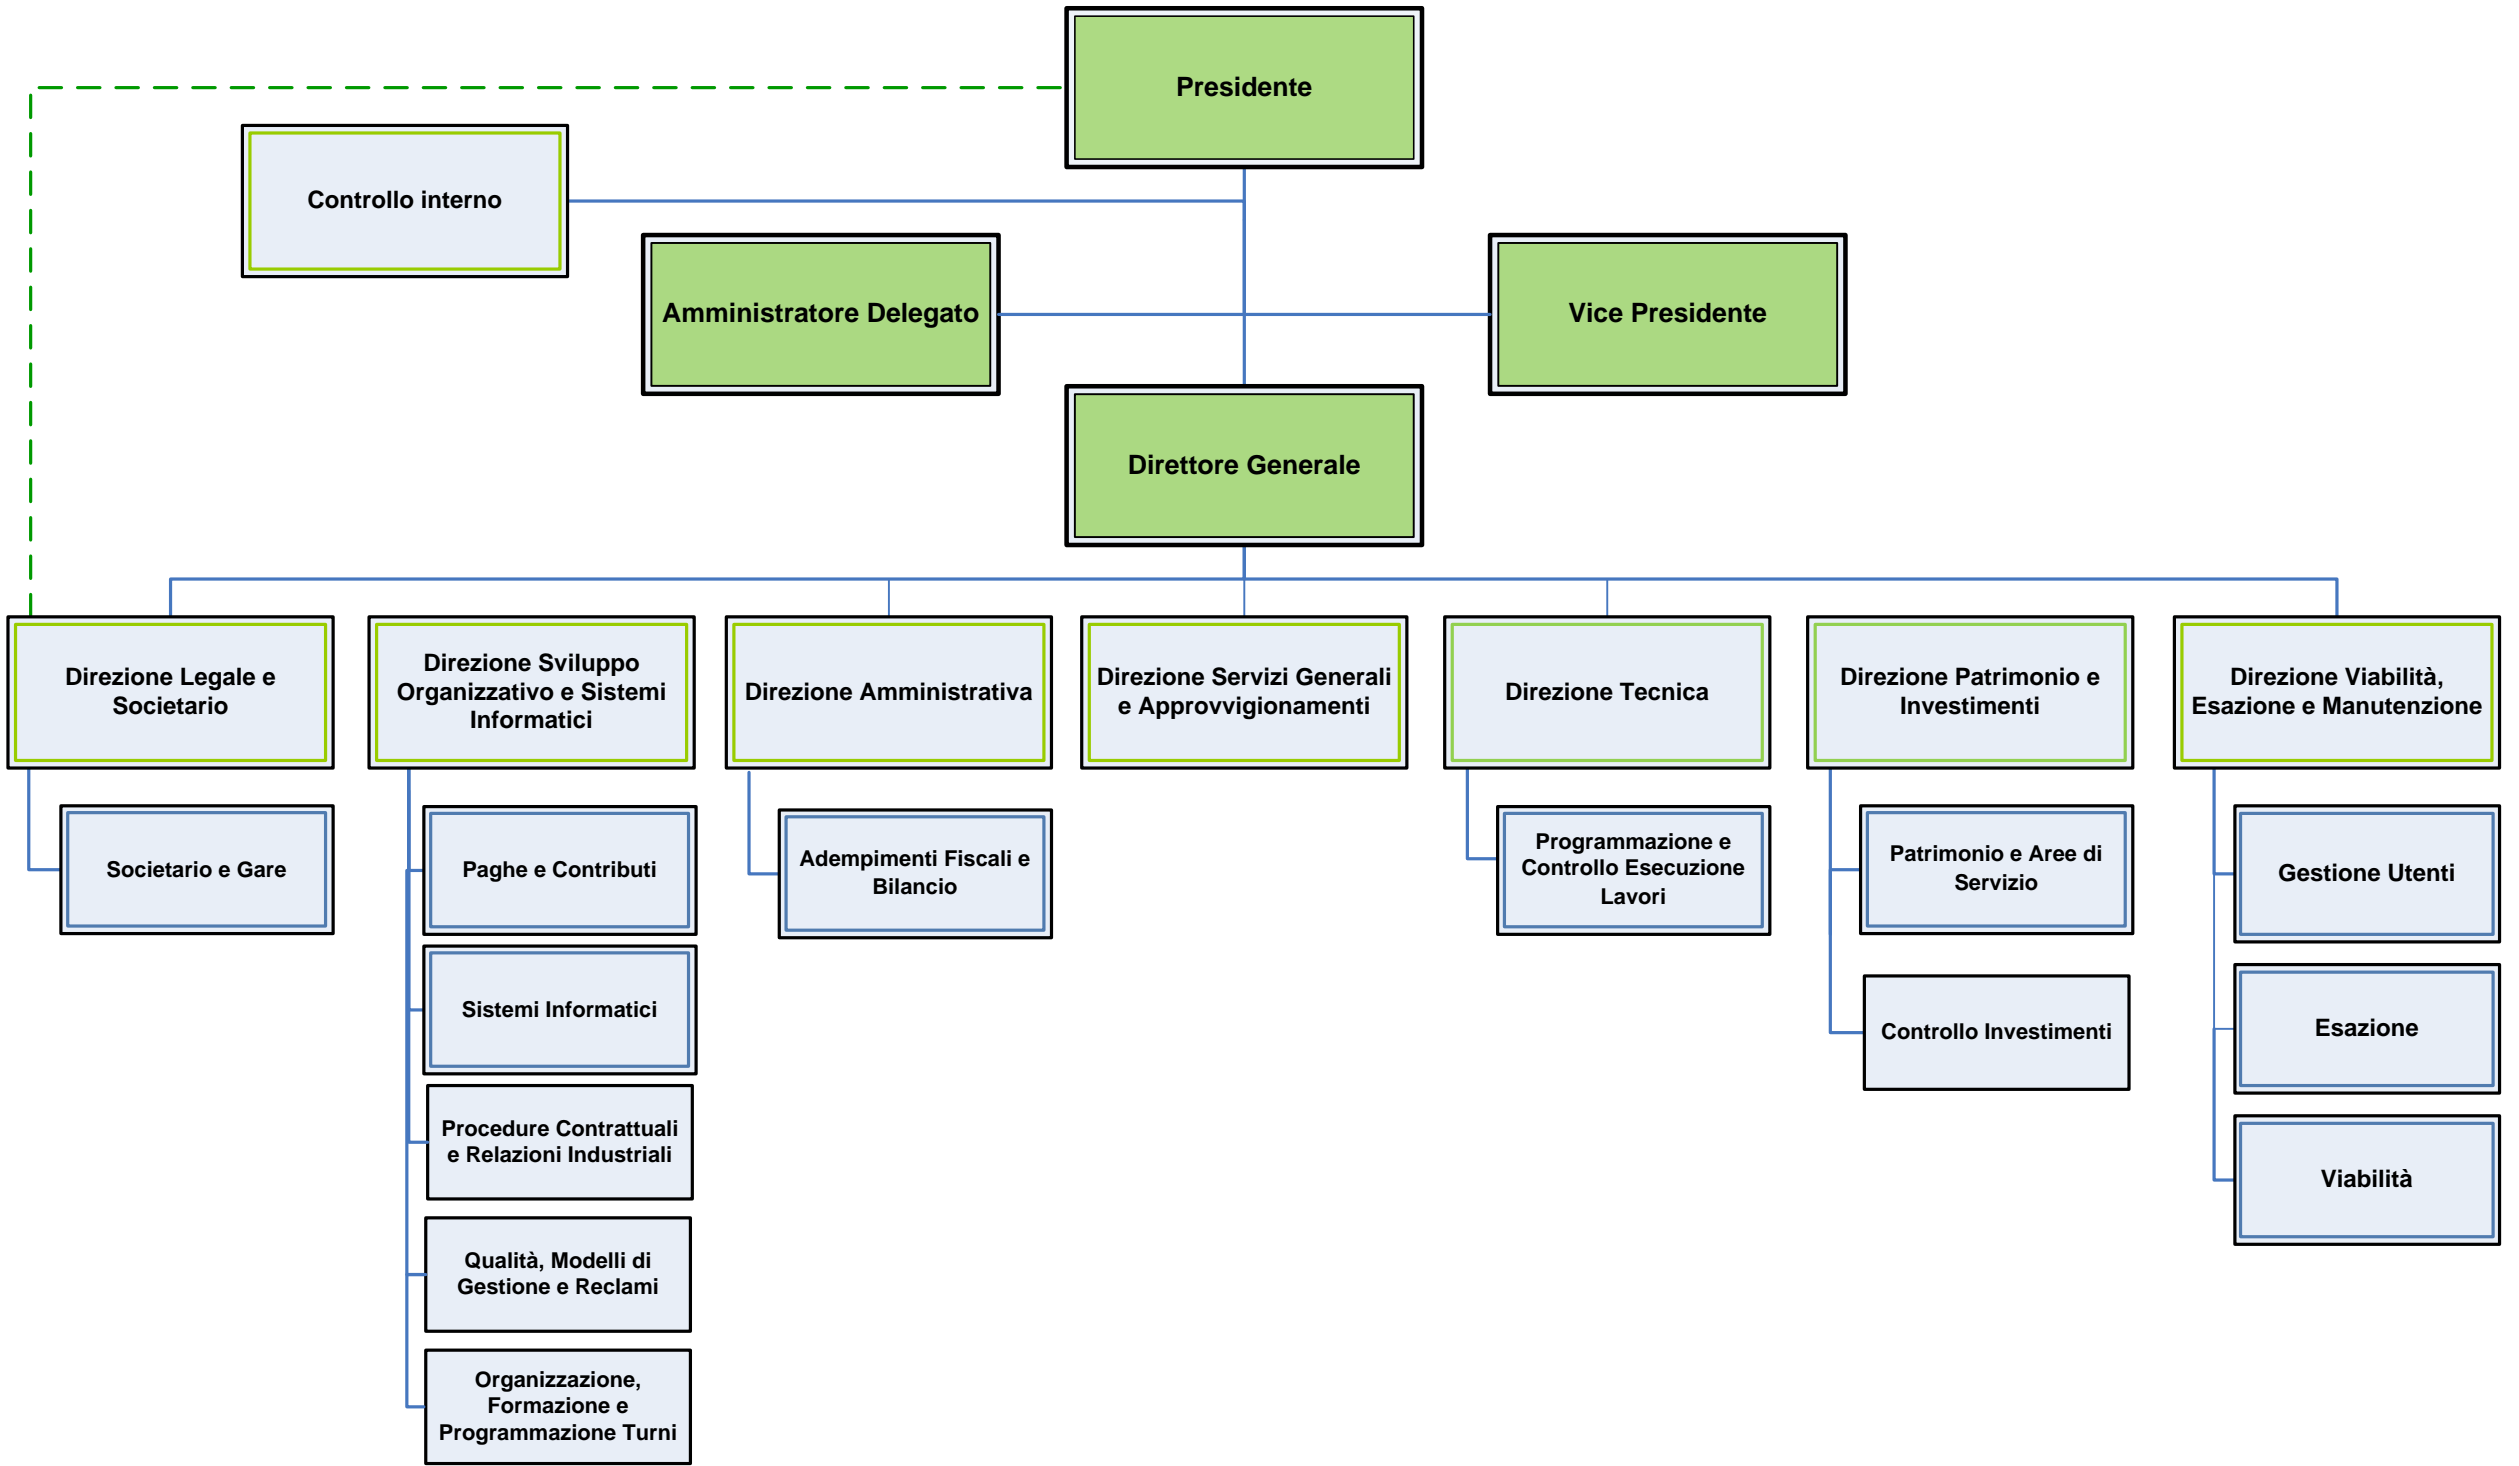 Presidente
Controllo interno
Amministratore Delegato
Vice Presidente
Direttore Generale
Direzione Legale e
Societario
Direzione Sviluppo
Organizzativo e Sistemi
Informatici
Direzione Amministrativa
Direzione Servizi Generali
e Approvvigionamenti
Direzione Tecnica
Direzione Patrimonio e
Investimenti
Direzione Viabilità,
Esazione e Manutenzione
Societario e Gare
Paghe e Contributi
Adempimenti Fiscali e
Bilancio
Programmazione e
Controllo Esecuzione
Lavori
Patrimonio e Aree di
Servizio
Gestione Utenti
Sistemi Informatici
Controllo Investimenti
Esazione
Procedure Contrattuali
e Relazioni Industriali
Viabilità
Qualità, Modelli di
Gestione e Reclami
Organizzazione,
Formazione e
Programmazione Turni